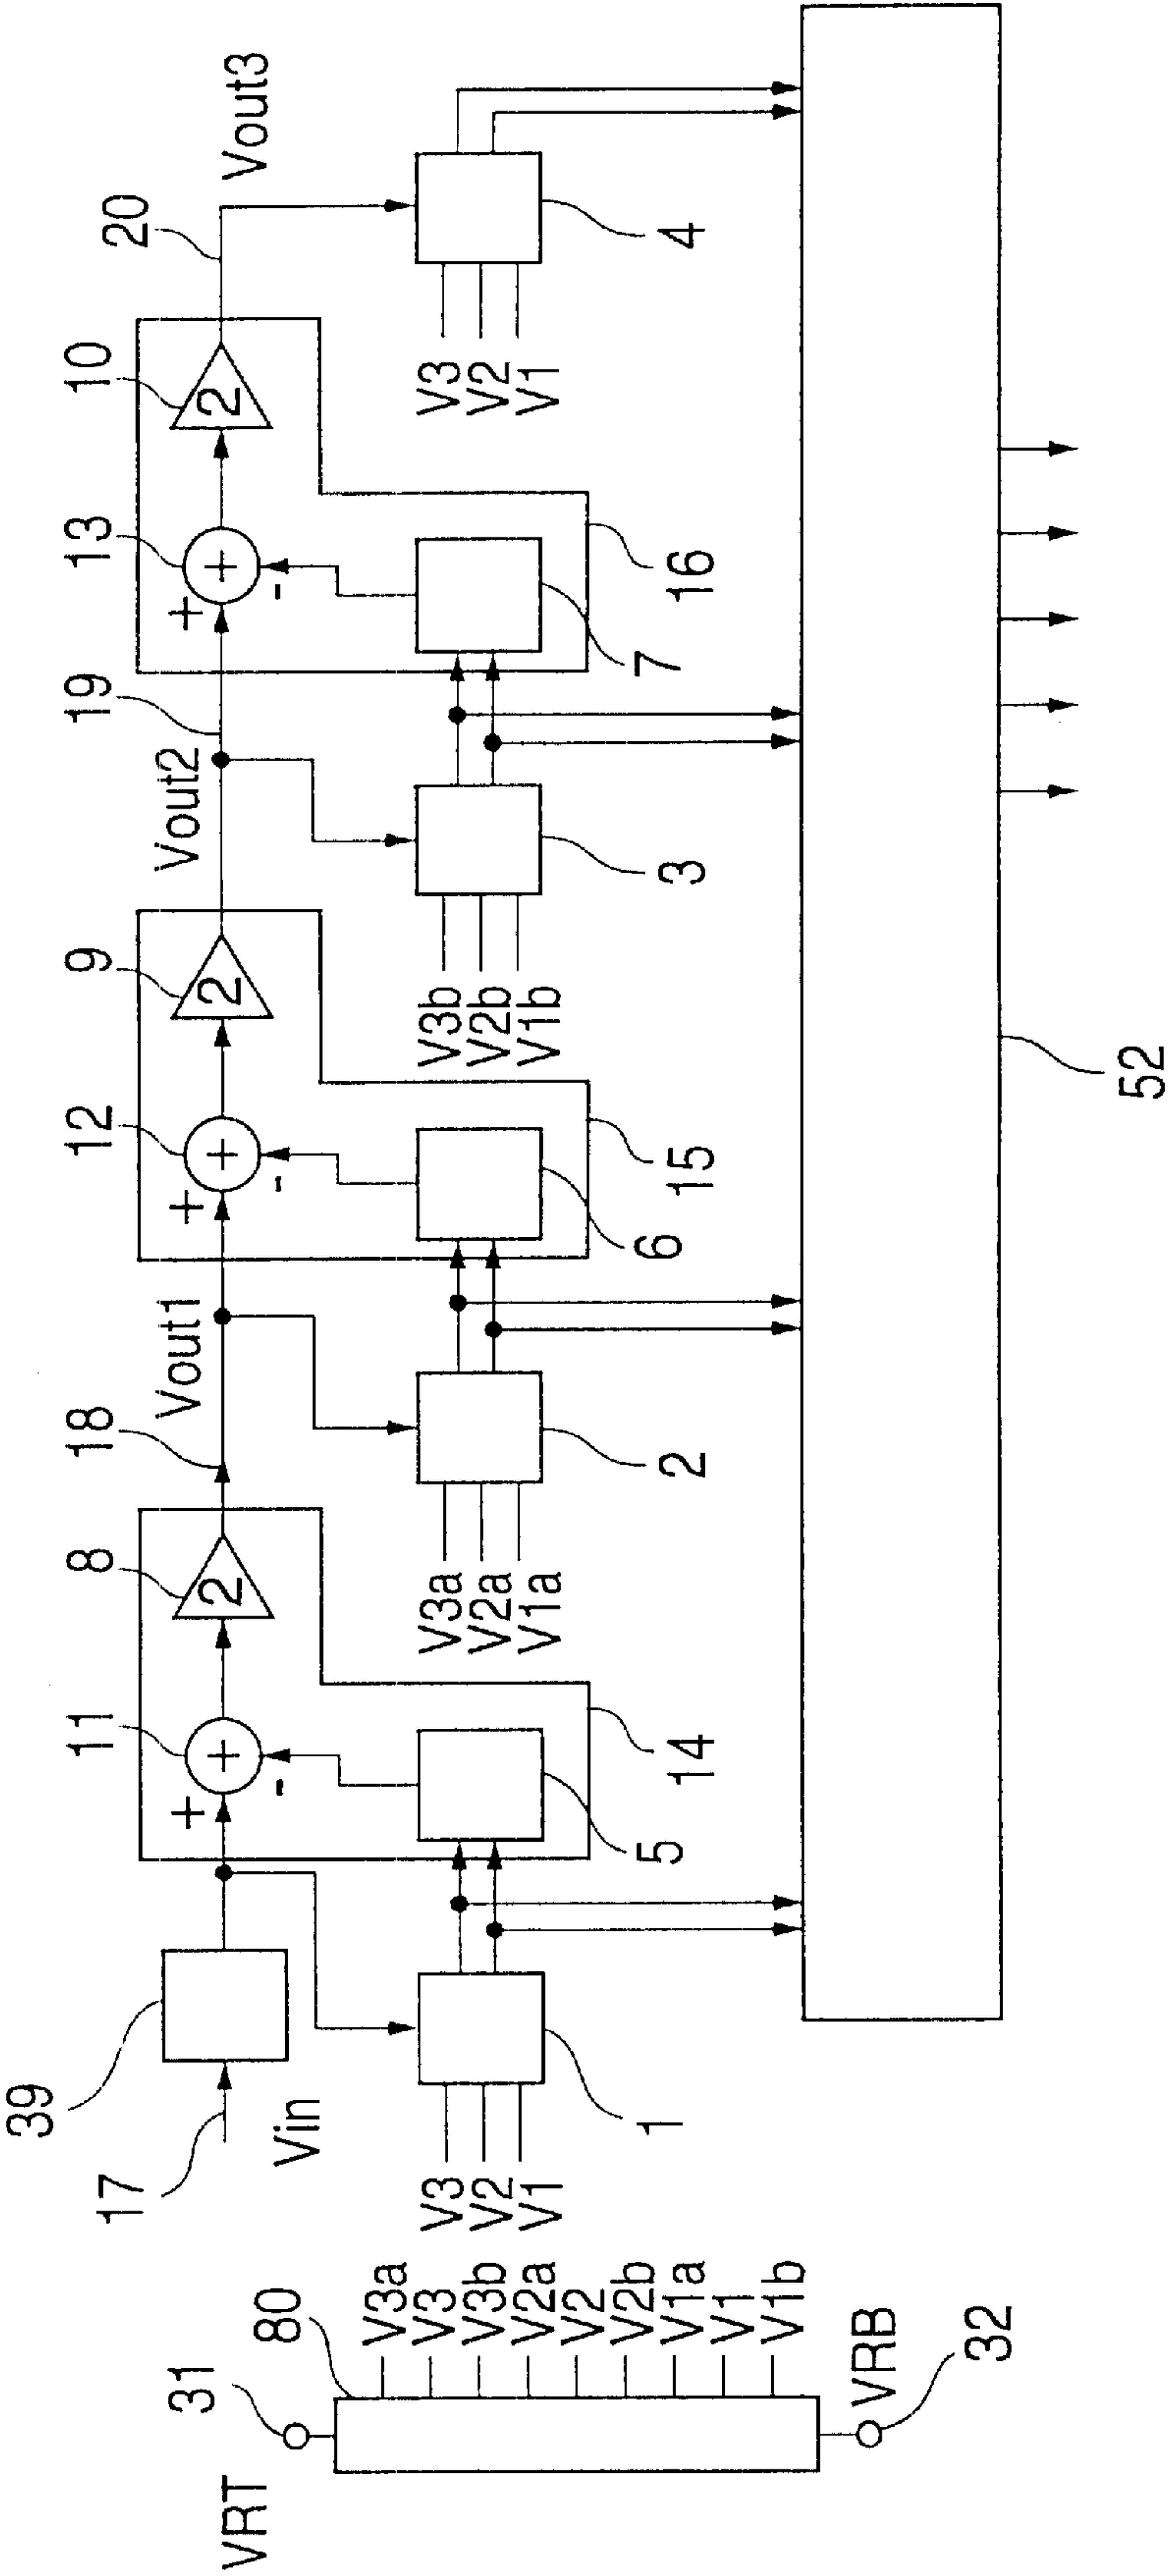 VRT
31
80
V3a
V3
V3b
V2a
V2
V2b
V1a
V1
V1b
VRB
32
17
39
Vin
11
8
18
Vout1
12
9
Vout2
19
13
10
20
Vout3
+
+
-
2
+
+
-
2
+
+
-
2
V3
V2
V1
1
5
14
V3a
V2a
V1a
2
6
15
V3b
V2b
V1b
3
7
16
V3
V2
V1
4
52